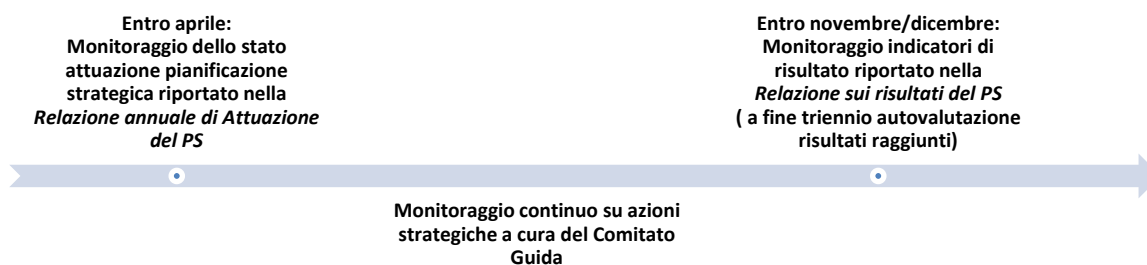 Entro aprile:
Monitoraggio dello stato
attuazione pianificazione
strategica riportato nella
Relazione annuale di Attuazione
del PS
Entro novembre/dicembre:
Monitoraggio indicatori di
risultato riportato nella
Relazione sui risultati del PS
( a fine triennio autovalutazione
risultati raggiunti)
Monitoraggio continuo su azioni
strategiche a cura del Comitato
Guida